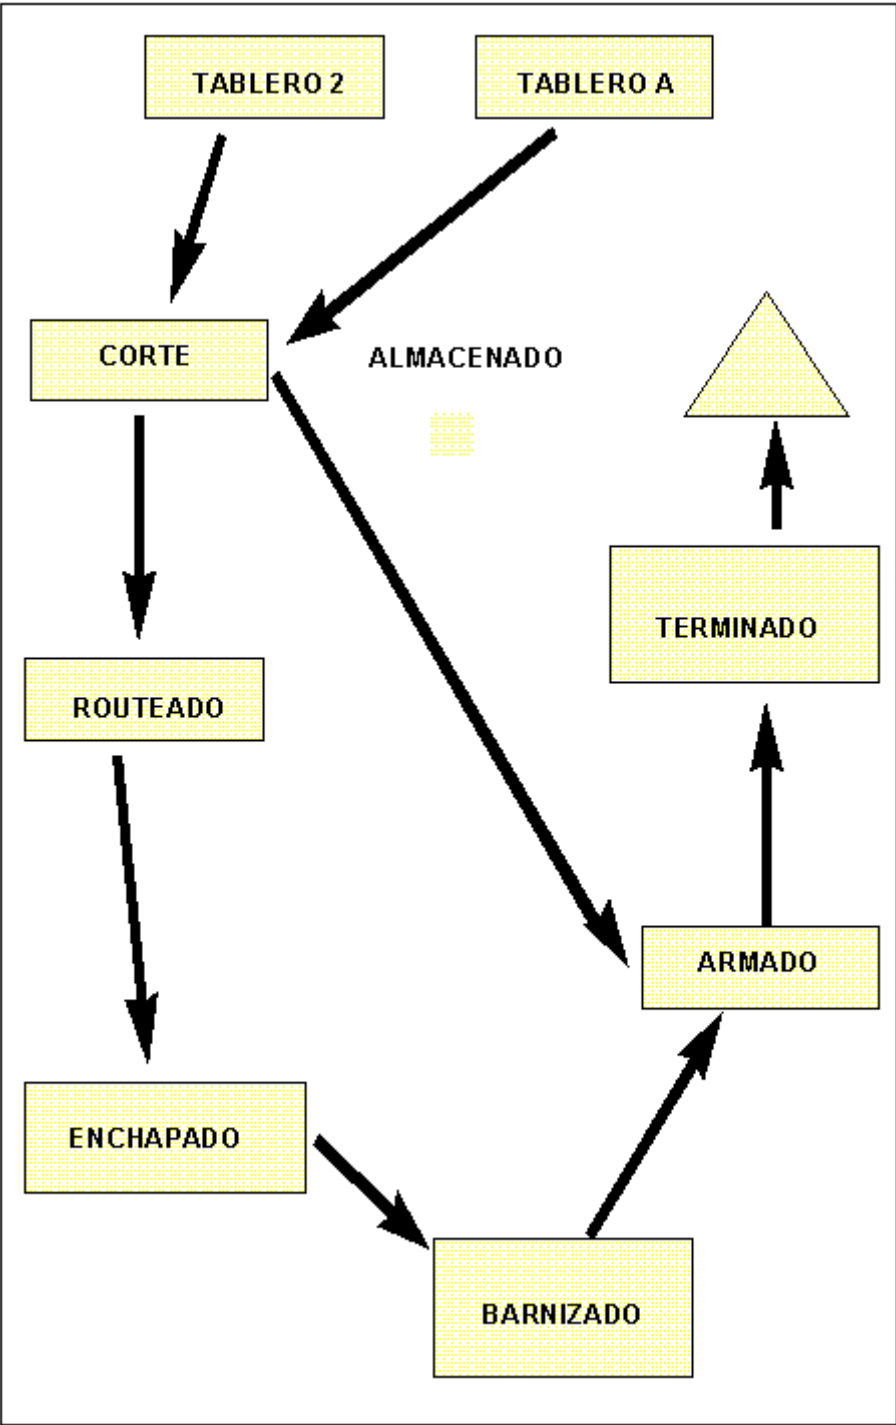 TABLERO 2
TABLERO A
CORTE
ALMACENADO
TERMINADO
ROUTEADO
ARMADO
ENCHAPADO
BARNIZADO